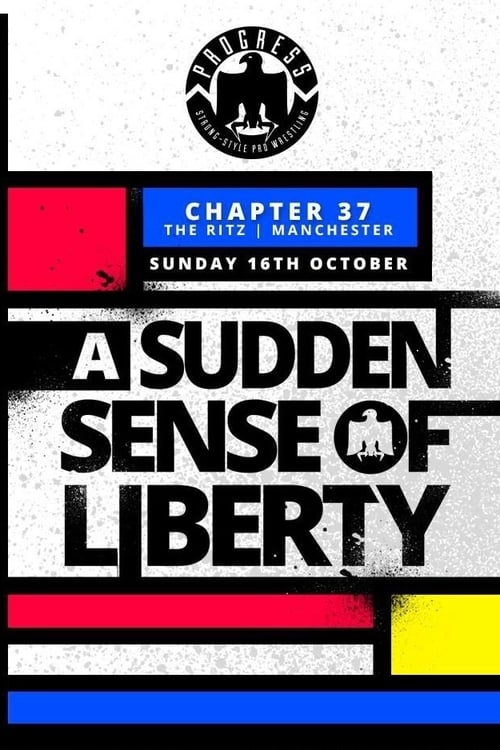 PROGRESS
STRONG-STYLE PRO WRESTLING
CHAPTER 37
THE RITZ | MANCHESTER
SUNDAY 16TH OCTOBER
A SUDDEN
SENSE OF
LIBERTY